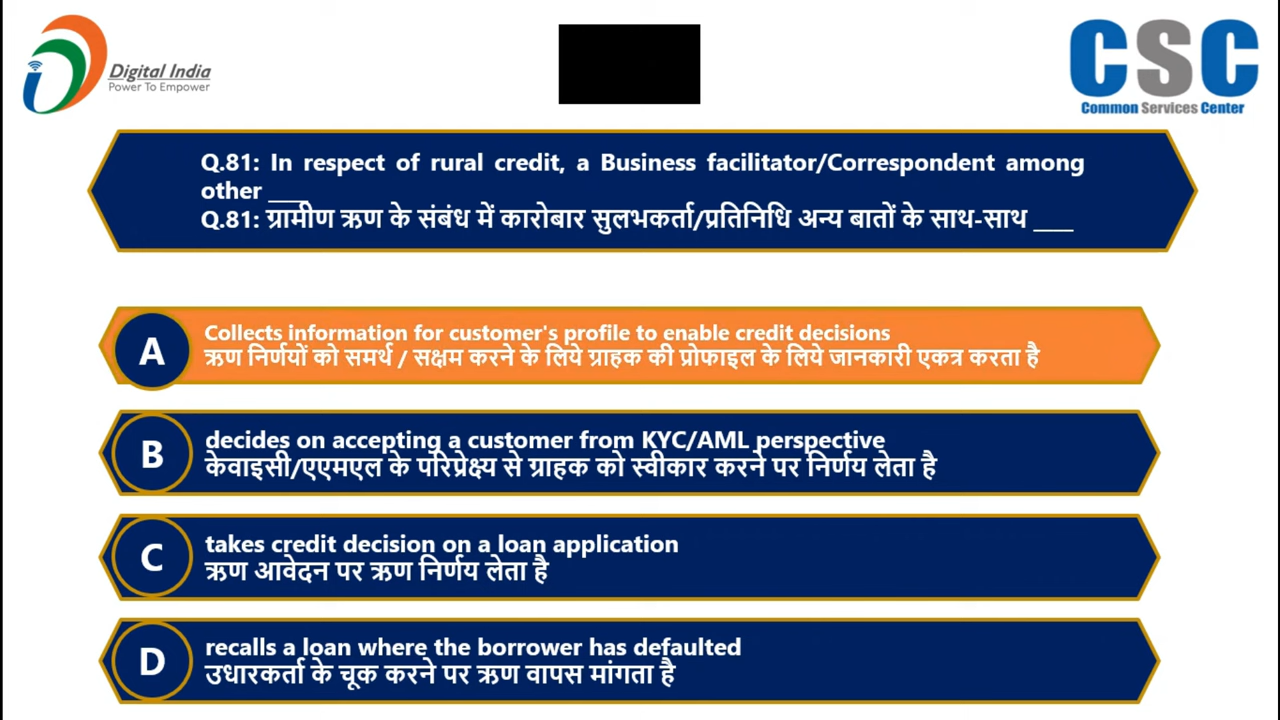 Digital India
Power To Empower
CSC
Common Services Center
Q.81: In respect of rural credit, a Business facilitator/Correspondent among
other ____
Q.81: ग्रामीण ऋण के संबंध में कारोबार सुलभकर्ता/प्रतिनिधि अन्य बातों के साथ-साथ ____
A
Collects information for customer's profile to enable credit decisions
ऋण निर्णयों को समर्थ / सक्षम करने के लिये ग्राहक की प्रोफाइल के लिये जानकारी एकत्र करता है
B
decides on accepting a customer from KYC/AML perspective
केवाइसी/एएमएल के परिप्रेक्ष्य से ग्राहक को स्वीकार करने पर निर्णय लेता है
C
takes credit decision on a loan application
ऋण आवेदन पर ऋण निर्णय लेता है
D
recalls a loan where the borrower has defaulted
उधारकर्ता के चूक करने पर ऋण वापस मांगता है